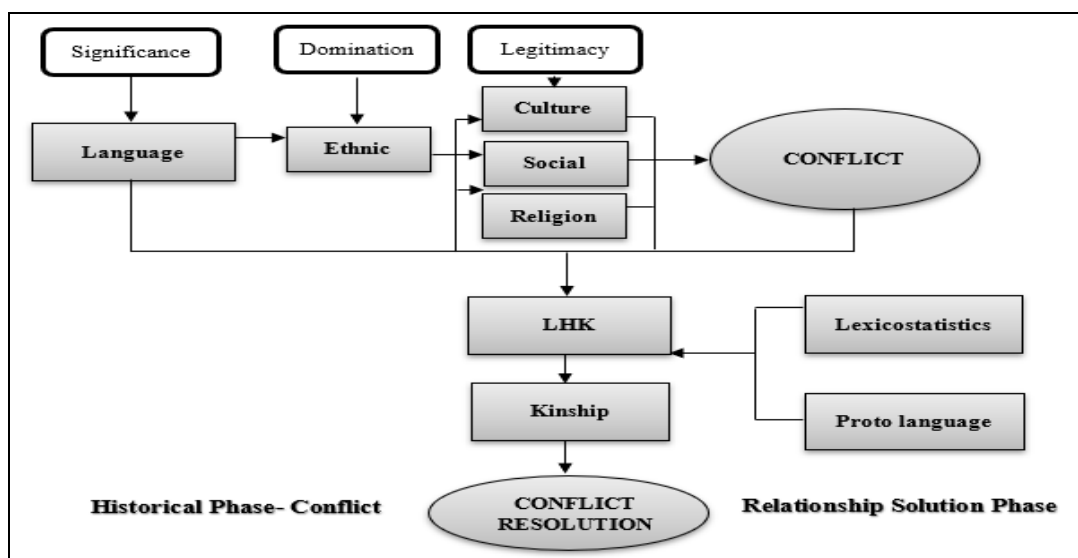 Significance
Domination
Legitimacy
Language
Ethnic
Culture
Social
Religion
CONFLICT
LHK
Lexicostatistics
Kinship
Proto language
Historical Phase- Conflict
CONFLICT
RESOLUTION
Relationship Solution Phase